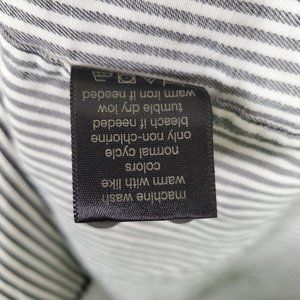 machine wash
warm with like
colors
normal cycle
only non-chlorine
bleach if needed
tumble dry low
warm iron if needed